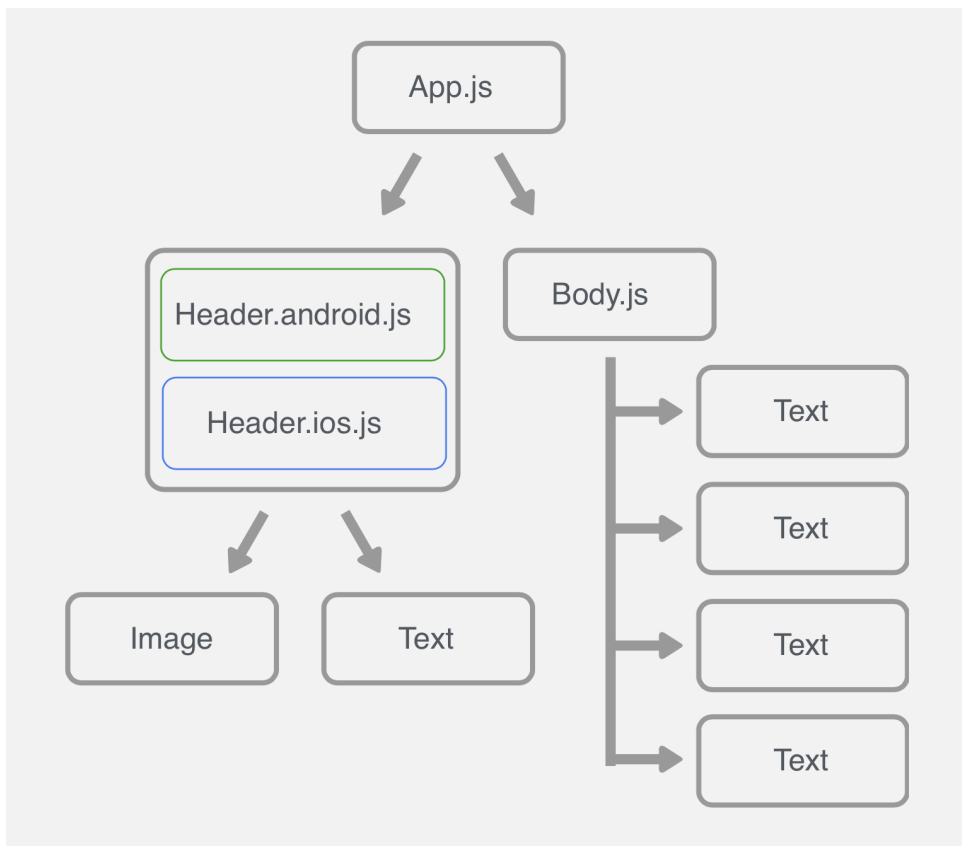 App.js
Header.android.js
Header.ios.js
Body.js
Image
Text
Text
Text
Text
Text